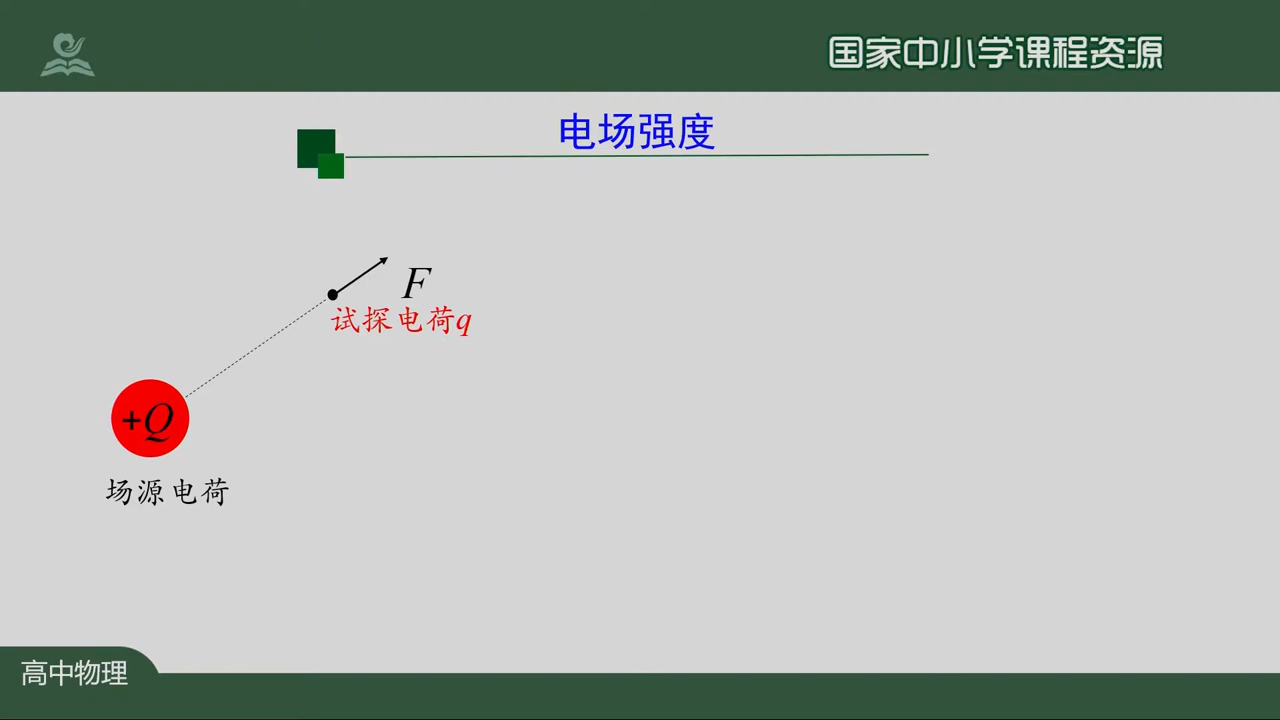 国家中小学课程资源
电场强度
F
试探电荷q
+Q
场源电荷
高中物理